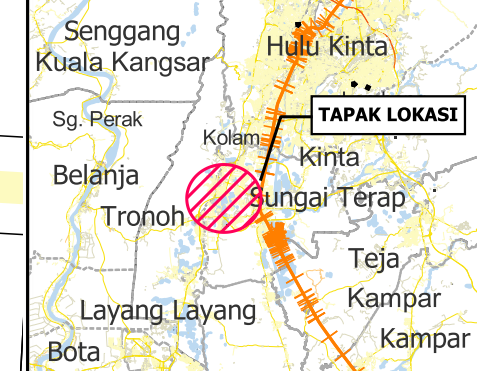 Senggang
Kuala Kangsar
Hulu Kinta
Sg. Perak
TAPAK LOKASI
Kolam
Kinta
Belanja
Sungai Terap
Tronoh
Teja
Kampar
Layang Layang
Kampar
Bota